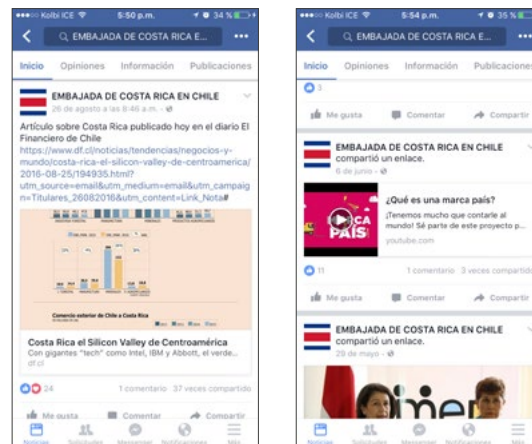 Kolbi ICE 5:50 p.m. 34 %
EMBAJADA DE COSTA RICA E...
Inicio Opiniones Información Publicaciones
EMBAJADA DE COSTA RICA EN CHILE
26 de agosto a las 8:46 a.m.
Artículo sobre Costa Rica publicado hoy en el diario El
Financiero de Chile
https://www.df.cl/noticias/tendencias/negocios-y-
mundo/costa-rica-el-silicon-valley-de-centroamerica/
2016-08-25/194935.html?
utm_source=email&utm_medium=email&utm_campaig
n=Titulares_26082016&utm_content=Link_Nota#
Comercio exterior de Chile a Costa Rica
Costa Rica el Silicon Valley de Centroamérica
Con gigantes "tech" como Intel, IBM y Abbott, el verde...
df.cl
24 1 comentario 37 veces compartido
Me gusta Comentar Compartir
Noticias Solicitudes Messenger Notificaciones Más
Kolbi ICE 5:54 p.m. 35 %
EMBAJADA DE COSTA RICA E...
Inicio Opiniones Información Publicaciones
3
Me gusta Comentar Compartir
EMBAJADA DE COSTA RICA EN CHILE
compartió un enlace.
6 de junio
¿Qué es una marca país?
¡Tenemos mucho que contarle al
mundo! Sé parte de este proyecto p...
youtube.com
CA
PAÍS
11 1 comentario 3 veces compartido
Me gusta Comentar Compartir
EMBAJADA DE COSTA RICA EN CHILE
compartió un enlace.
29 de mayo
Noticias Solicitudes Messenger Notificaciones Más